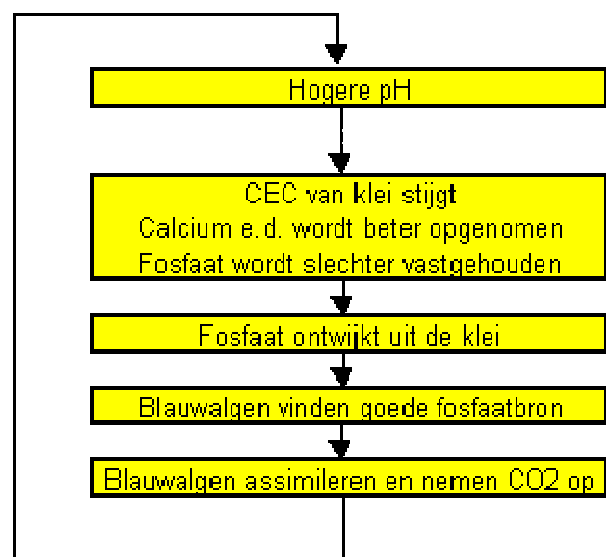 Hogere pH
CEC van klei stijgt
Calcium e.d. wordt beter opgenomen
Fosfaat wordt slechter vastgehouden
Fosfaat ontwijkt uit de klei
Blauwalgen vinden goede fosfaatbron
Blauwalgen assimileren en nemen CO2 op